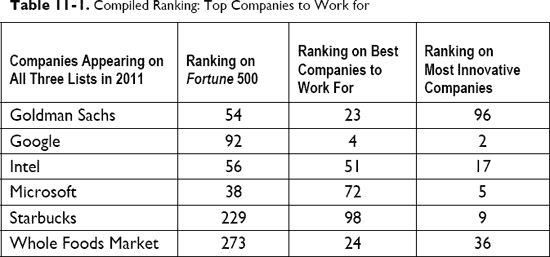 Table 11-1. Compiled Ranking: Top Companies to Work for
Companies Appearing on All Three Lists in 2011 Ranking on Fortune 500 Ranking on Best Companies to Work For Ranking on Most Innovative Companies
Goldman Sachs 54 23 96
Google 92 4 2
Intel 56 51 17
Microsoft 38 72 5
Starbucks 229 98 9
Whole Foods Market 273 24 36